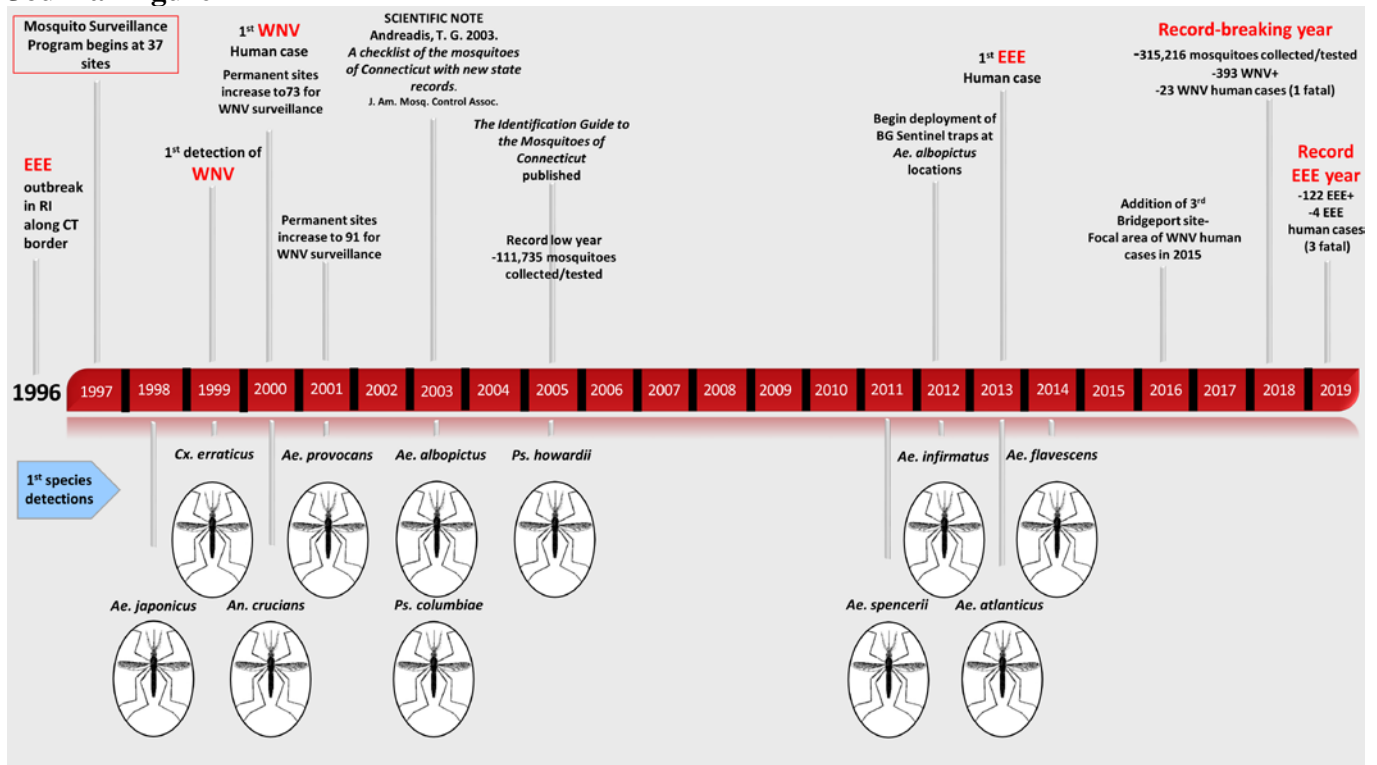 Mosquito Surveillance
Program begins at 37
sites
EEE
outbreak
in RI
along CT
border
1st detection of
WNV
1st WNV
Human case
Permanent sites
increase to73 for
WNV surveillance
Permanent sites
increase to 91 for
WNV surveillance
SCIENTIFIC NOTE
Andreadis, T. G. 2003.
A checklist of the mosquitoes
of Connecticut with new state
records.
J. Am. Mosq. Control Assoc.
The Identification Guide to
the Mosquitoes of
Connecticut
published
Record low year
-111,735 mosquitoes
collected/tested
Begin deployment of
BG Sentinel traps at
Ae. albopictus
locations
1st EEE
Human case
Addition of 3rd
Bridgeport site-
Focal area of WNV human
cases in 2015
Record-breaking year
-315,216 mosquitoes collected/tested
-393 WNV+
-23 WNV human cases (1 fatal)
Record
EEE year
-122 EEE+
-4 EEE
human cases
(3 fatal)
1996 1997 1998 1999 2000 2001 2002 2003 2004 2005 2006 2007 2008 2009 2010 2011 2012 2013 2014 2015 2016 2017 2018 2019
1st species
detections
Cx. erraticus Ae. provocans Ae. albopictus Ps. howardii Ae. infirmatus Ae. flavescens
Ae. japonicus An. crucians Ps. columbiae Ae. spencerii Ae. atlanticus